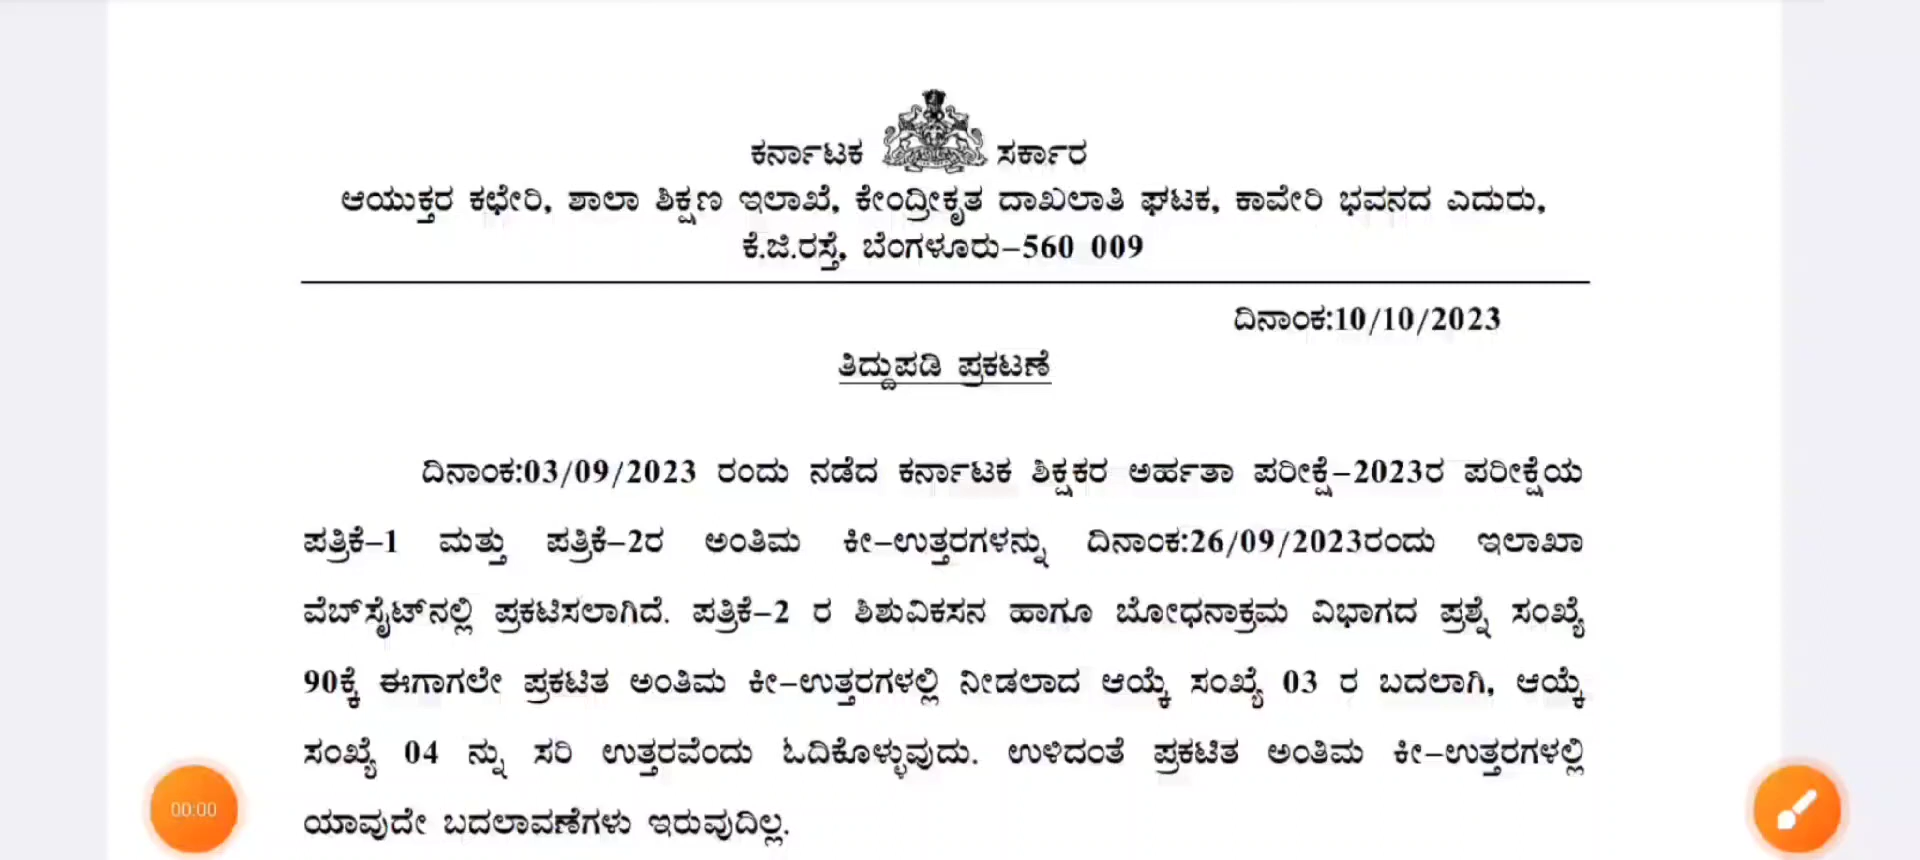 ಕರ್ನಾಟಕ ಸರ್ಕಾರ
ಆಯುಕ್ತರ ಕಛೇರಿ, ಶಾಲಾ ಶಿಕ್ಷಣ ಇಲಾಖೆ, ಕೇಂದ್ರೀಕೃತ ದಾಖಲಾತಿ ಘಟಕ, ಕಾವೇರಿ ಭವನದ ಎದುರು,
ಕೆ.ಜಿ.ರಸ್ತೆ, ಬೆಂಗಳೂರು-560 009
ದಿನಾಂಕ:10/10/2023
ತಿದ್ದುಪಡಿ ಪ್ರಕಟಣೆ
ದಿನಾಂಕ:03/09/2023 ರಂದು ನಡೆದ ಕರ್ನಾಟಕ ಶಿಕ್ಷಕರ ಅರ್ಹತಾ ಪರೀಕ್ಷೆ-2023ರ ಪರೀಕ್ಷೆಯ
ಪತ್ರಿಕೆ-1 ಮತ್ತು ಪತ್ರಿಕೆ-2ರ ಅಂತಿಮ ಕೀ-ಉತ್ತರಗಳನ್ನು ದಿನಾಂಕ:26/09/2023ರಂದು ಇಲಾಖಾ
ವೆಬ್‌ಸೈಟ್‌ನಲ್ಲಿ ಪ್ರಕಟಿಸಲಾಗಿದೆ. ಪತ್ರಿಕೆ-2 ರ ಶಿಶುವಿಕಸನ ಹಾಗೂ ಬೋಧನಾಕ್ರಮ ವಿಭಾಗದ ಪ್ರಶ್ನೆ ಸಂಖ್ಯೆ
90ಕ್ಕೆ ಈಗಾಗಲೇ ಪ್ರಕಟಿತ ಅಂತಿಮ ಕೀ-ಉತ್ತರಗಳಲ್ಲಿ ನೀಡಲಾದ ಆಯ್ಕೆ ಸಂಖ್ಯೆ 03 ರ ಬದಲಾಗಿ, ಆಯ್ಕೆ
ಸಂಖ್ಯೆ 04 ನ್ನು ಸರಿ ಉತ್ತರವೆಂದು ಓದಿಕೊಳ್ಳುವುದು. ಉಳಿದಂತೆ ಪ್ರಕಟಿತ ಅಂತಿಮ ಕೀ-ಉತ್ತರಗಳಲ್ಲಿ
ಯಾವುದೇ ಬದಲಾವಣೆಗಳು ಇರುವುದಿಲ್ಲ.
00:00